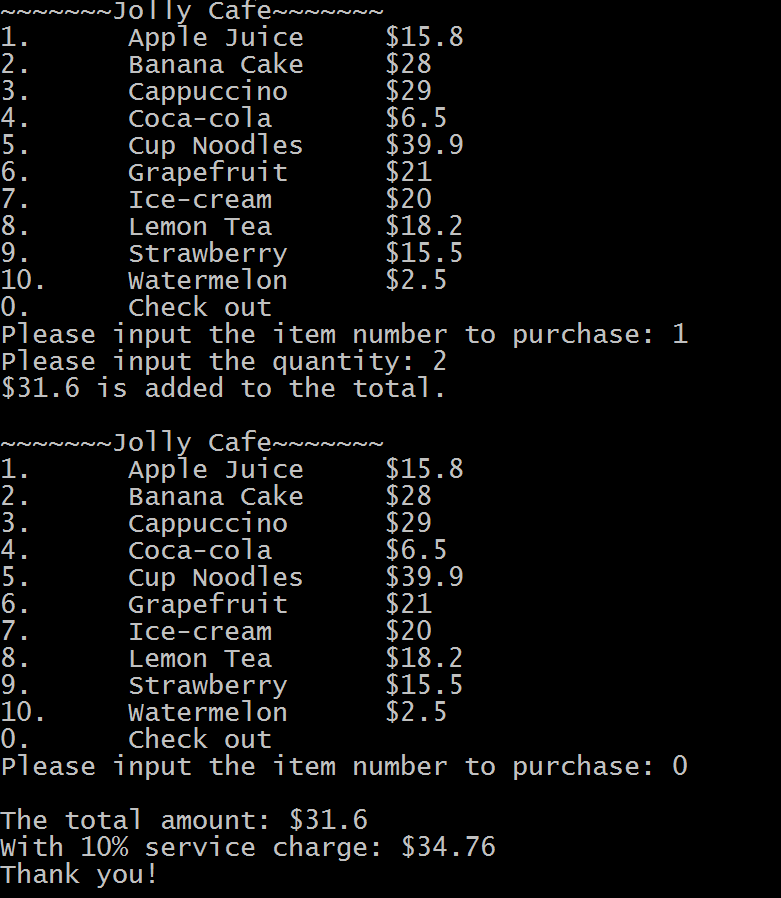 ~~~~~~~Jolly Cafe~~~~~~~
1. Apple Juice $15.8
2. Banana Cake $28
3. Cappuccino $29
4. Coca-cola $6.5
5. Cup Noodles $39.9
6. Grapefruit $21
7. Ice-cream $20
8. Lemon Tea $18.2
9. Strawberry $15.5
10. Watermelon $2.5
0. Check out
Please input the item number to purchase: 1
Please input the quantity: 2
$31.6 is added to the total.
~~~~~~~Jolly Cafe~~~~~~~
1. Apple Juice $15.8
2. Banana Cake $28
3. Cappuccino $29
4. Coca-cola $6.5
5. Cup Noodles $39.9
6. Grapefruit $21
7. Ice-cream $20
8. Lemon Tea $18.2
9. Strawberry $15.5
10. Watermelon $2.5
0. Check out
Please input the item number to purchase: 0
The total amount: $31.6
With 10% service charge: $34.76
Thank you!